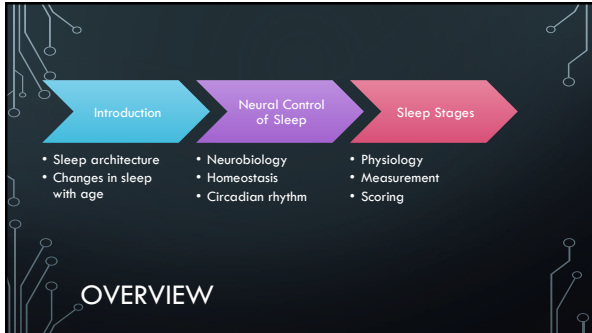 Introduction
Neural Control
of Sleep
Sleep Stages
• Sleep architecture
• Changes in sleep
with age
• Neurobiology
• Homeostasis
• Circadian rhythm
• Physiology
• Measurement
• Scoring
OVERVIEW